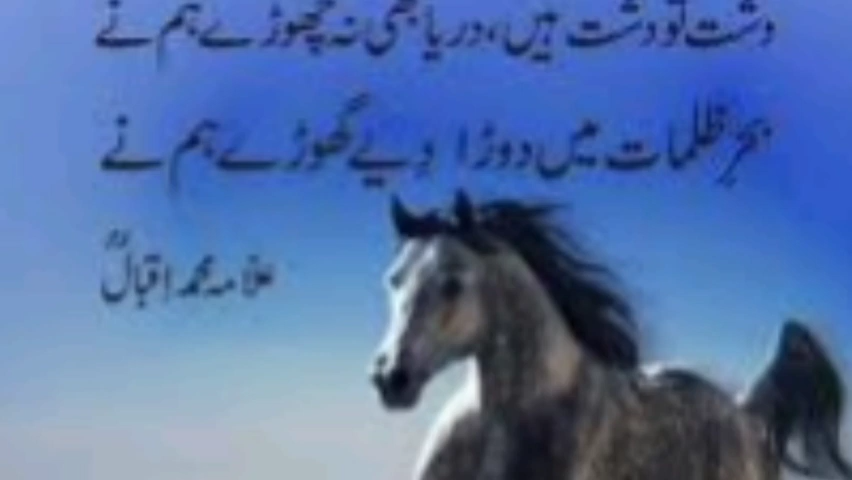 دشت تو دشت ہیں، دریا بھی نہ چھوڑے ہم نے
بحرِ ظلمات میں دوڑا دیے گھوڑے ہم نے
علامہ محمد اقبالؒ